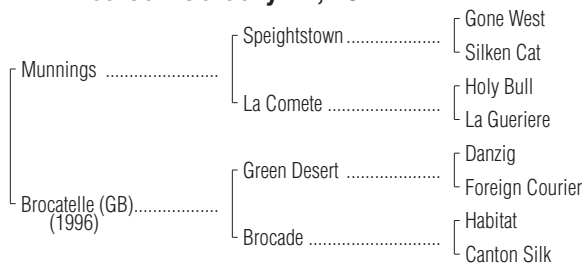 Gone West
Speightstown
Silken Cat
Munnings
Holy Bull
La Comete
La Gueriere
Danzig
Green Desert
Foreign Courier
Brocatelle (GB)
(1996)
Habitat
Brocade
Canton Silk